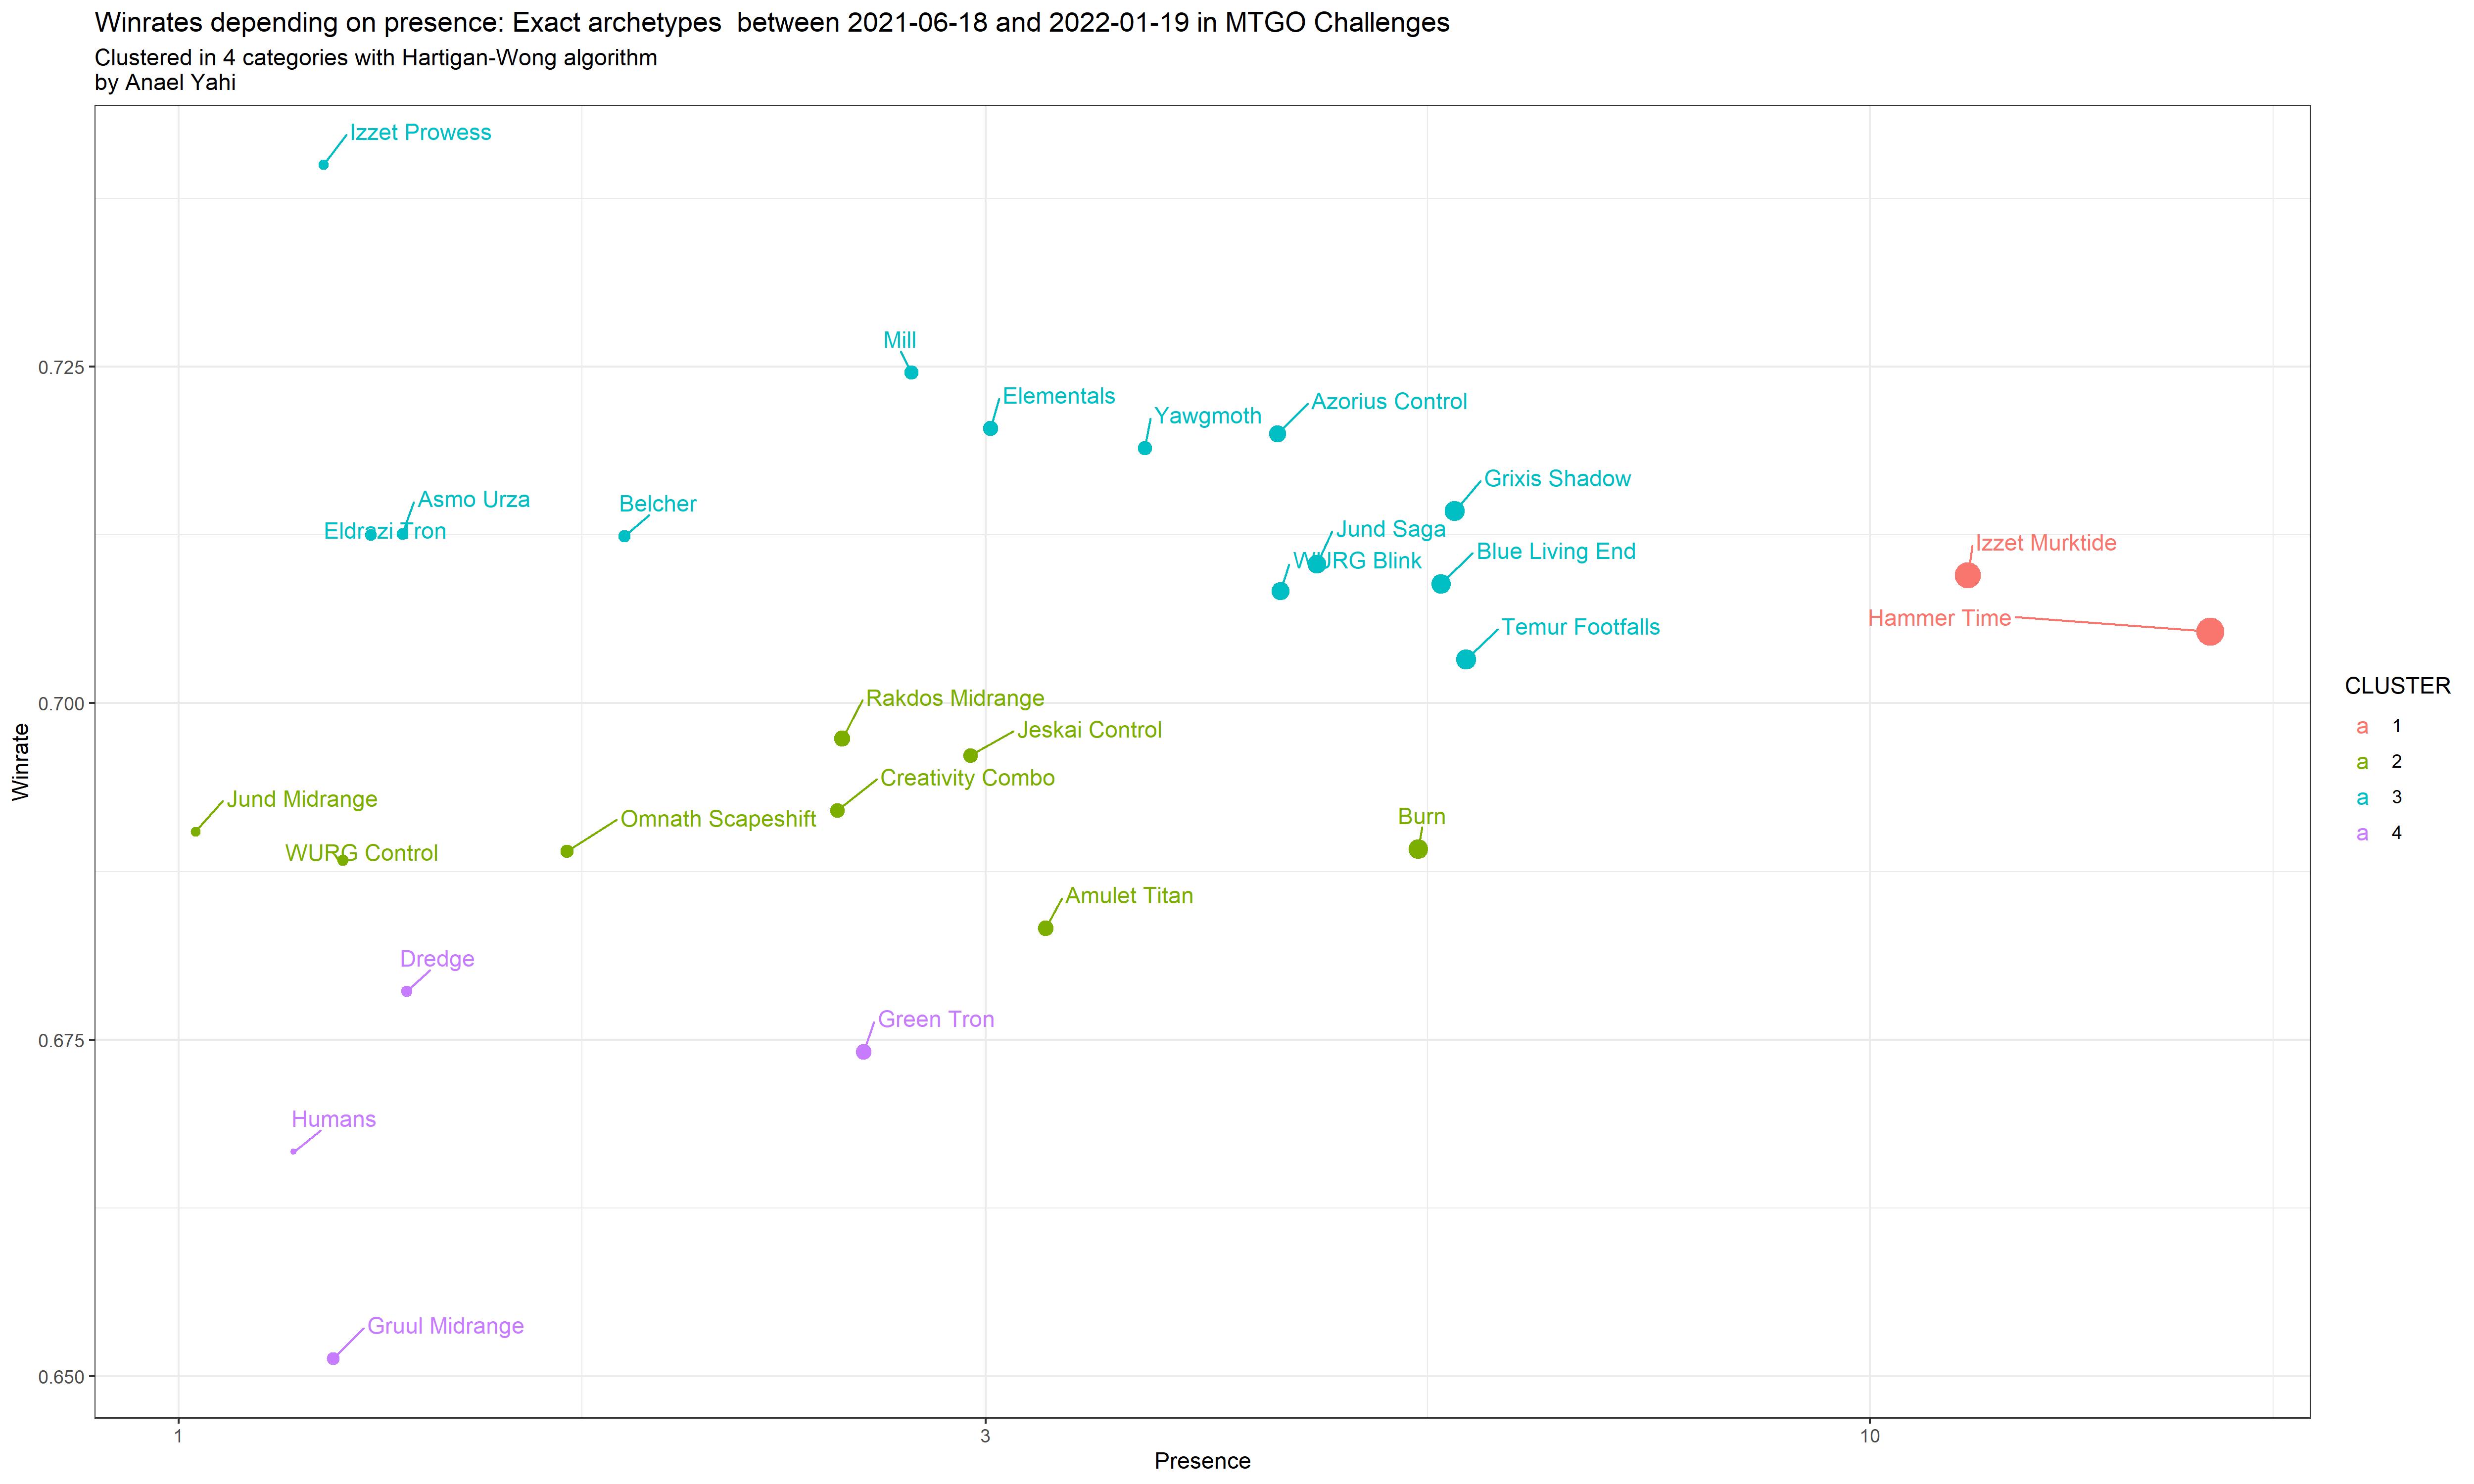 Winrates depending on presence: Exact archetypes  between 2021-06-18 and 2022-01-19 in MTGO Challenges
Clustered in 4 categories with Hartigan-Wong algorithm
by Anael Yahi
Izzet Prowess
Mill
0.725
Elementals
Azorius Control
Yawgmoth
Grixis Shadow
Asmo Urza
Belcher
Eldrazi Tron
Jund Saga
Izzet Murktide
Blue Living End
WURG Blink
Hammer Time
Temur Footfalls
CLUSTER
Rakdos Midrange
0.700
a 1
Jeskai Control
a 2
Winrate
Creativity Combo
a 3
Jund Midrange
Burn
Omnath Scapeshift
a 4
WURG Control
Amulet Titan
Dredge
Green Tron
0.675
Humans
Gruul Midrange
0.650
1
3
10
Presence